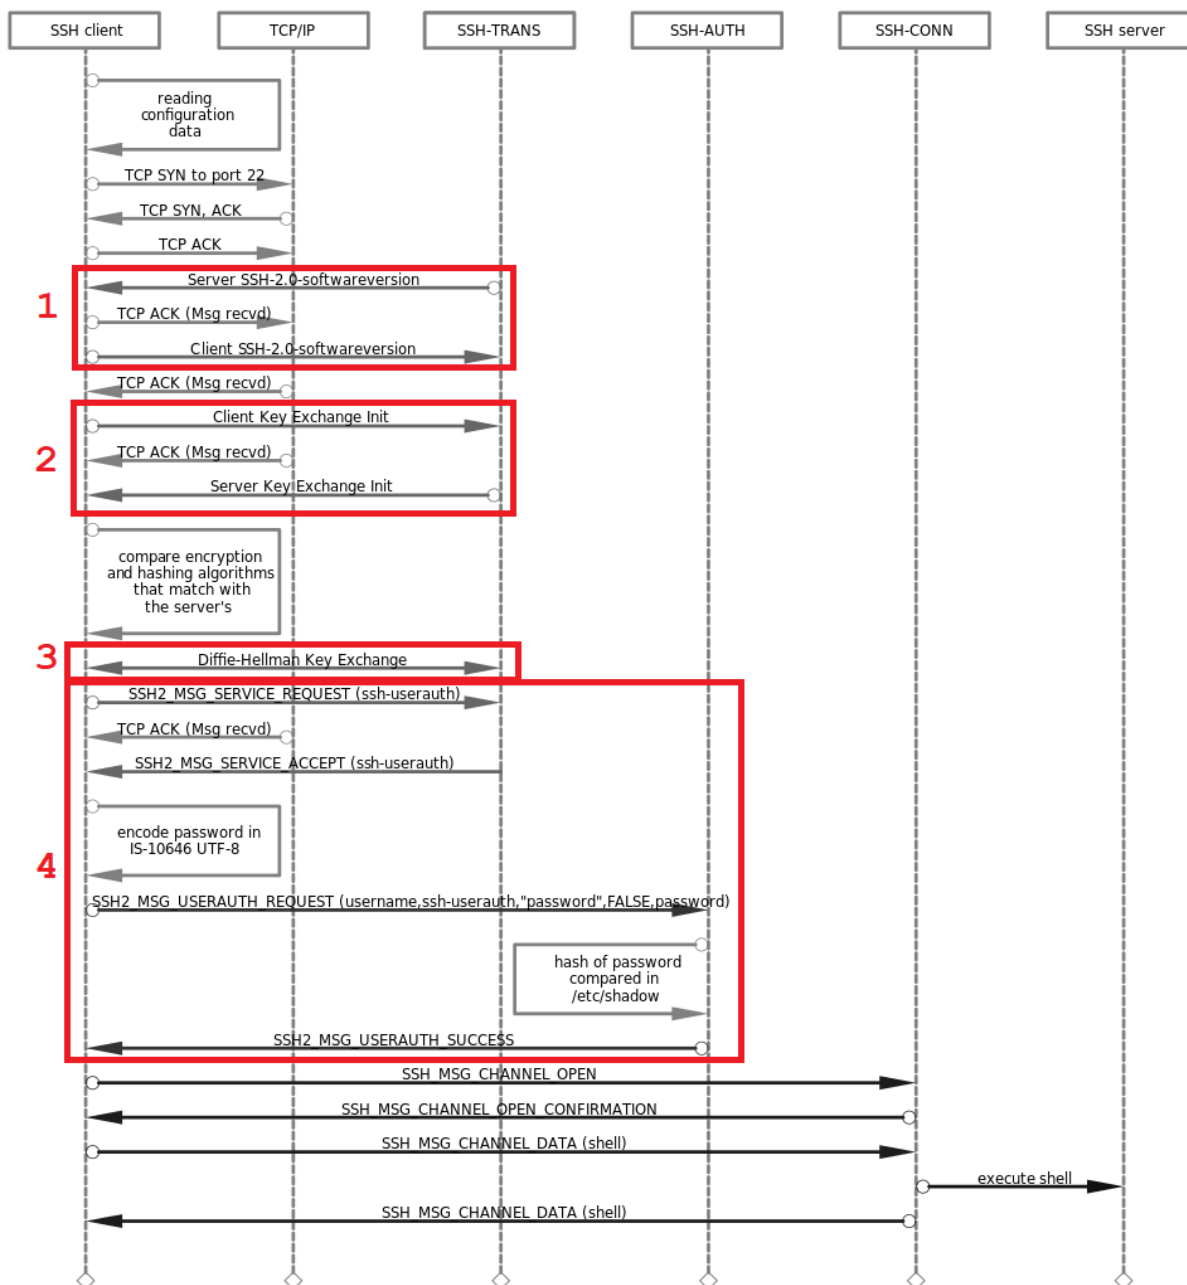 SSH client
TCP/IP
SSH-TRANS
SSH-AUTH
SSH-CONN
SSH server
reading
configuration
data
TCP SYN to port 22
TCP SYN, ACK
TCP ACK
1
Server SSH-2.0-softwareversion
TCP ACK (Msg recvd)
Client SSH-2.0-softwareversion
TCP ACK (Msg recvd)
2
Client Key Exchange Init
TCP ACK (Msg recvd)
Server Key Exchange Init
compare encryption
and hashing algorithms
that match with
the server's
3
Diffie-Hellman Key Exchange
4
SSH2_MSG_SERVICE_REQUEST (ssh-userauth)
TCP ACK (Msg recvd)
SSH2_MSG_SERVICE_ACCEPT (ssh-userauth)
encode password in
IS-10646 UTF-8
SSH2_MSG_USERAUTH_REQUEST (username,ssh-userauth,"password",FALSE,password)
hash of password
compared in
/etc/shadow
SSH2_MSG_USERAUTH_SUCCESS
SSH_MSG_CHANNEL_OPEN
SSH_MSG_CHANNEL_OPEN_CONFIRMATION
SSH_MSG_CHANNEL_DATA (shell)
execute shell
SSH_MSG_CHANNEL_DATA (shell)